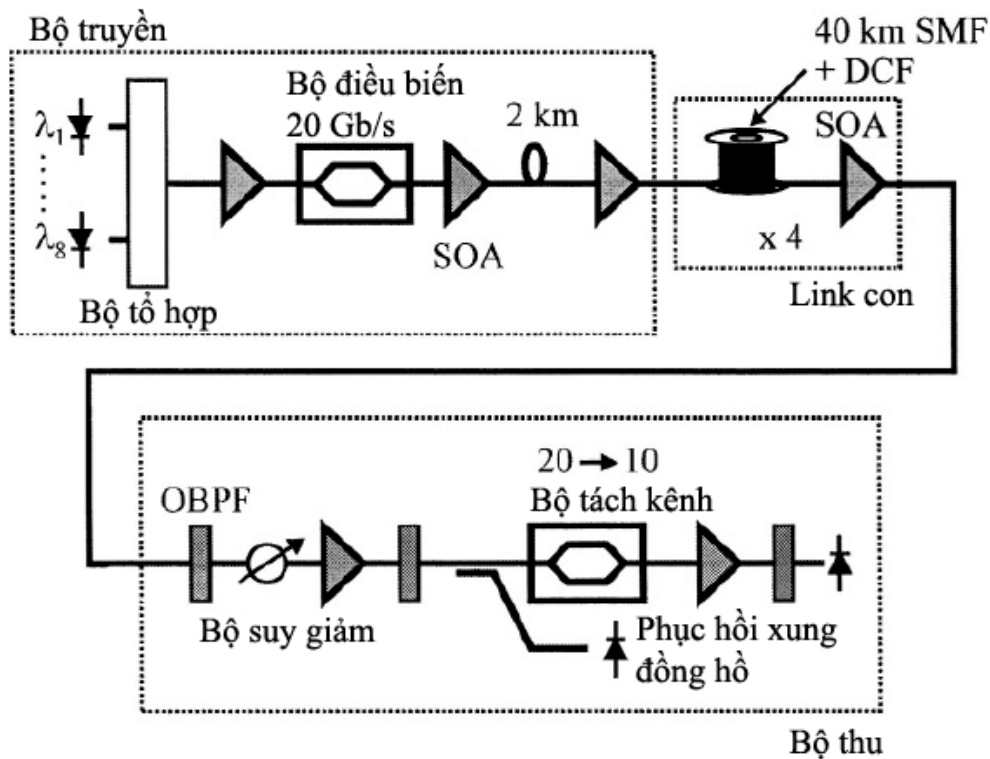 Bộ truyền
λ1
λ8
Bộ tổ hợp
Bộ điều biến
20 Gb/s
SOA
2 km
40 km SMF
+ DCF
SOA
x 4
Link con
OBPF
Bộ suy giảm
20 → 10
Bộ tách kênh
Phục hồi xung
đồng hồ
Bộ thu